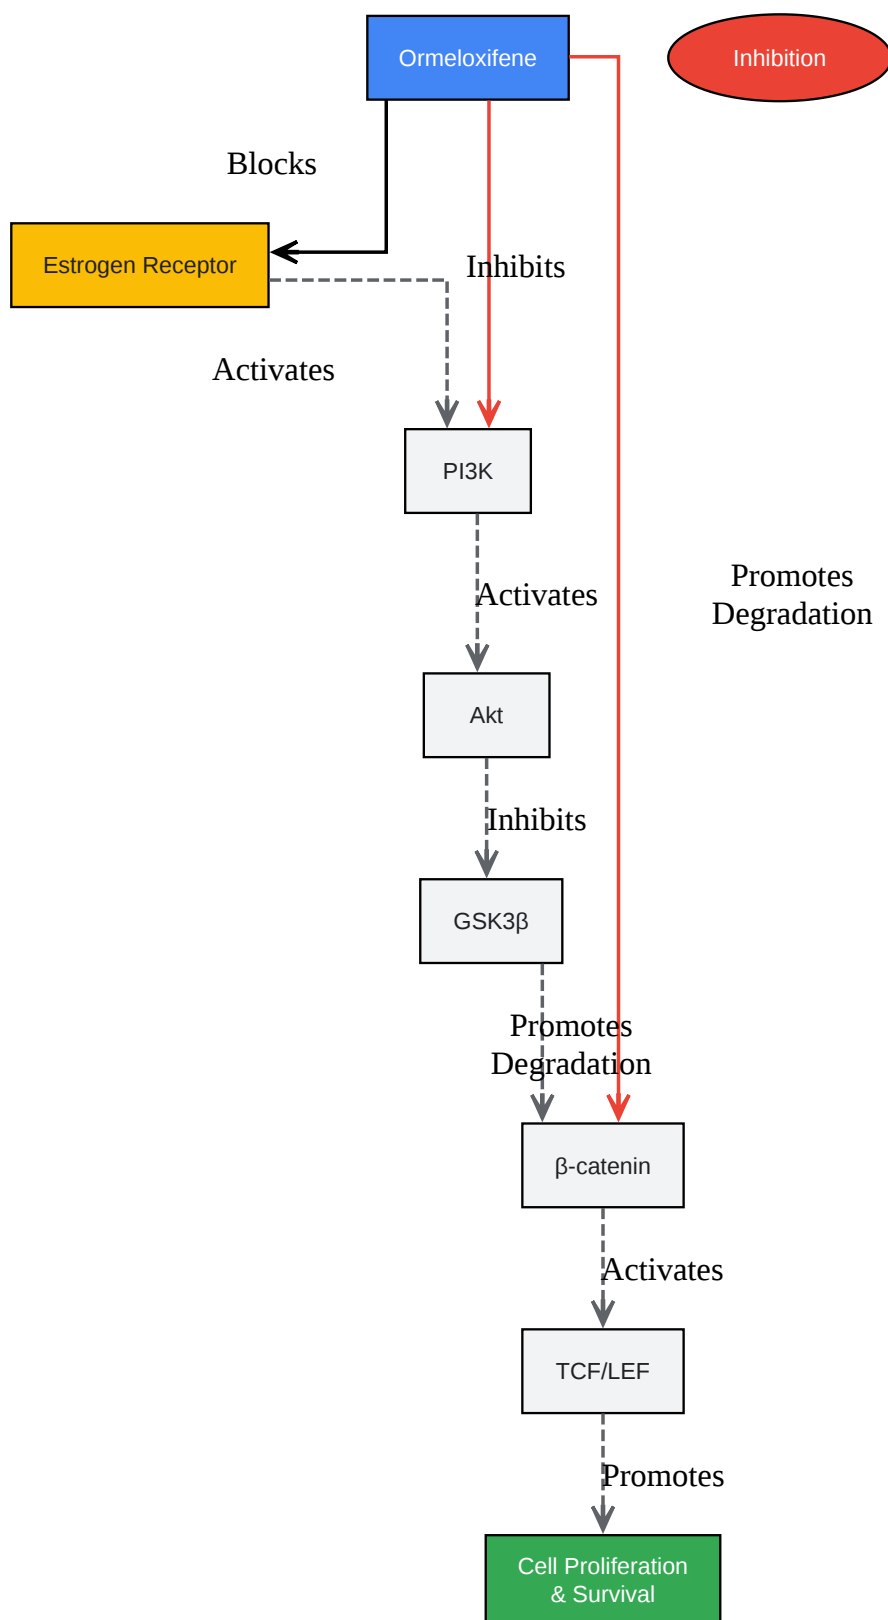 Ormeloxifene
Inhibition
Blocks
Estrogen Receptor
Inhibits
Activates
PI3K
Promotes
Degradation
Activates
Akt
Inhibits
GSK3β
Promotes
Degradation
β-catenin
Activates
TCF/LEF
Promotes
Cell Proliferation
& Survival